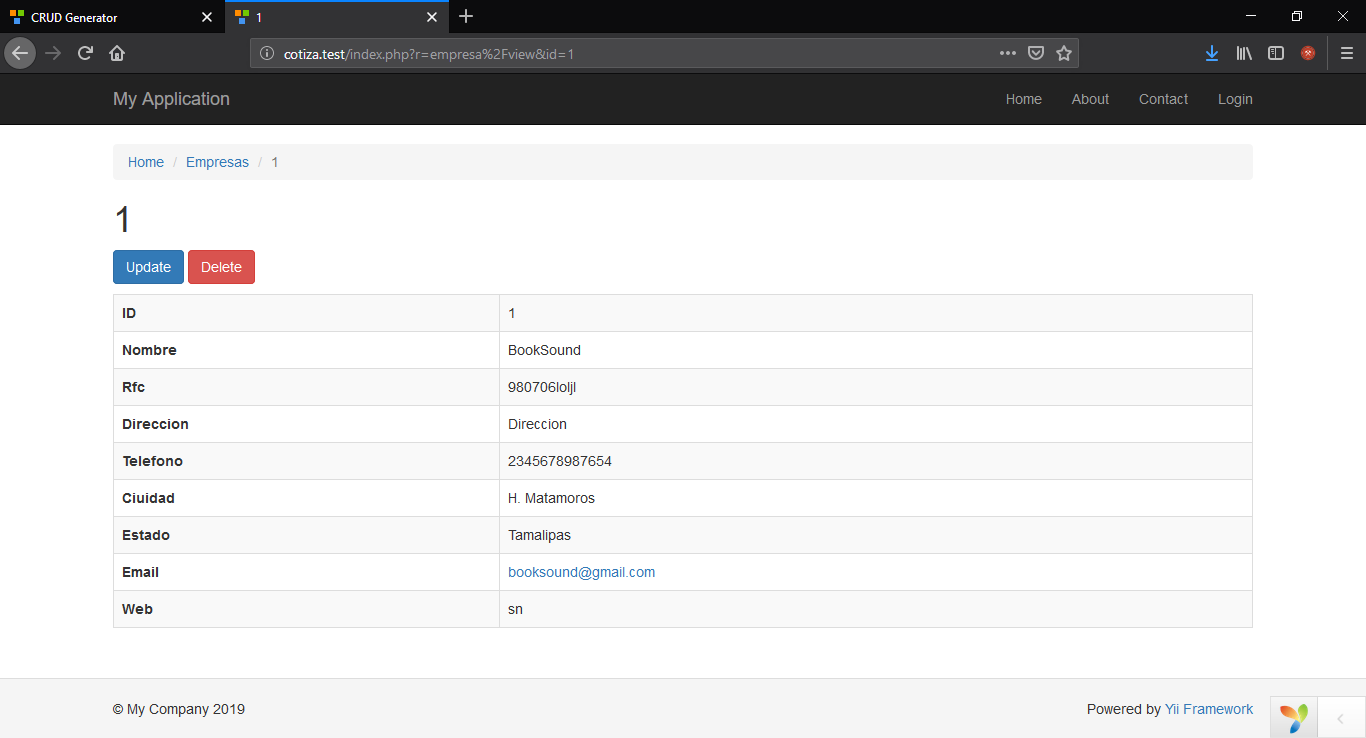 CRUD Generator
1
cotiza.test/index.php?r=empresa%2Fview&id=1
My Application Home About Contact Login
Home / Empresas / 1
1
Update Delete
ID 1
Nombre BookSound
Rfc 980706loljl
Direccion Direccion
Telefono 2345678987654
Ciuidad H. Matamoros
Estado Tamalipas
Email booksound@gmail.com
Web sn
© My Company 2019 Powered by Yii Framework